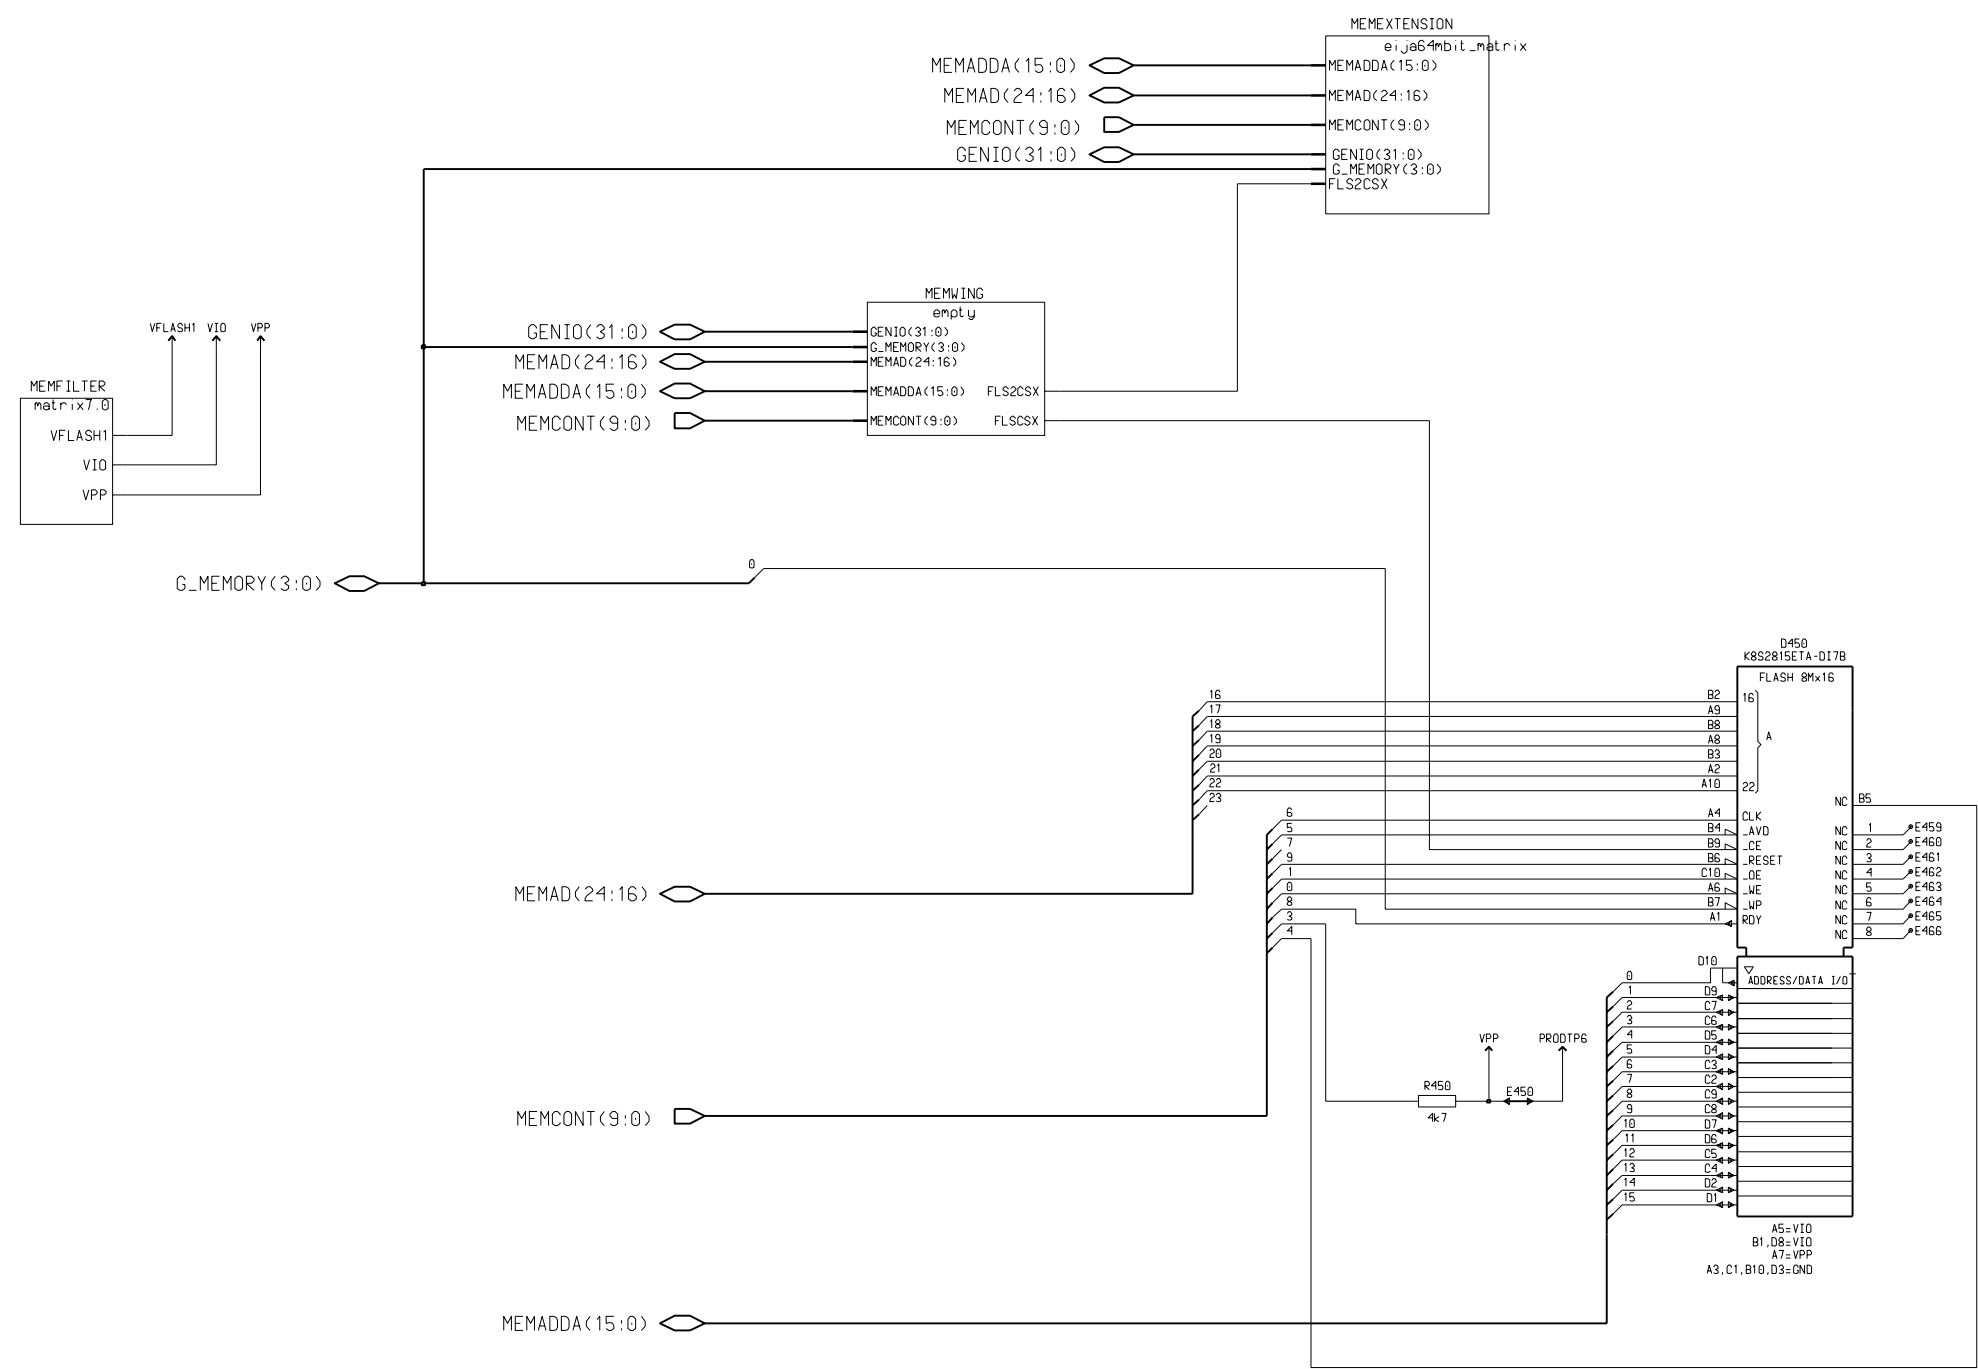 MEMEXTENSION
eija64mbit_matrix
MEMADDA(15:0)
MEMADDA(15:0)
MEMAD(24:16)
MEMAD(24:16)
MEMCONT(9:0)
MEMCONT(9:0)
GENIO(31:0)
GENIO(31:0)
G_MEMORY(3:0)
FLS2CSX
MEMWING
empty
GENIO(31:0)
GENIO(31:0)
G_MEMORY(3:0)
MEMAD(24:16)
MEMAD(24:16)
MEMADDA(15:0)
MEMADDA(15:0)
FLS2CSX
MEMCONT(9:0)
MEMCONT(9:0)
FLSCSX
VFLASH1 VIO VPP
MEMFILTER
matrix7.0
VFLASH1
VIO
VPP
0
G_MEMORY(3:0)
D450
K8S2815ETA-DI7B
FLASH 8Mx16
16 B2 16
17 A9
18 B8
A
19 A8
20 B3
21 A2
22 A10 22
23
NC B5
6 A4 CLK
5 B4 _AVD NC 1 E459
7 B9 _CE NC 2 E460
9 B6 _RESET NC 3 E461
1 C10 _OE NC 4 E462
0 A6 _WE NC 5 E463
8 B7 _WP NC 6 E464
3 A1 RDY NC 7 E465
4 NC 8 E466
MEMAD(24:16)
D10
ADDRESS/DATA I/O
0
1 D9
2 C7
3 C6
4 D5
5 D4
6 C3
7 C2
8 C9
9 C8
10 D7
11 D6
12 C5
13 C4
14 D2
15 D1
VPP PRODTP6
R450 E450
4k7
MEMCONT(9:0)
A5=VIO
B1,D8=VIO
A7=VPP
A3,C1,B10,D3=GND
MEMADDA(15:0)